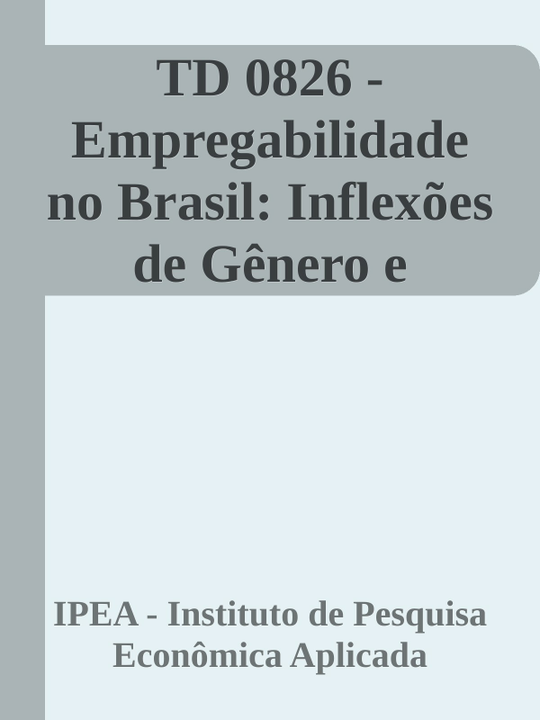 TD 0826 -
Empregabilidade
no Brasil: Inflexões
de Gênero e
IPEA - Instituto de Pesquisa
Econômica Aplicada